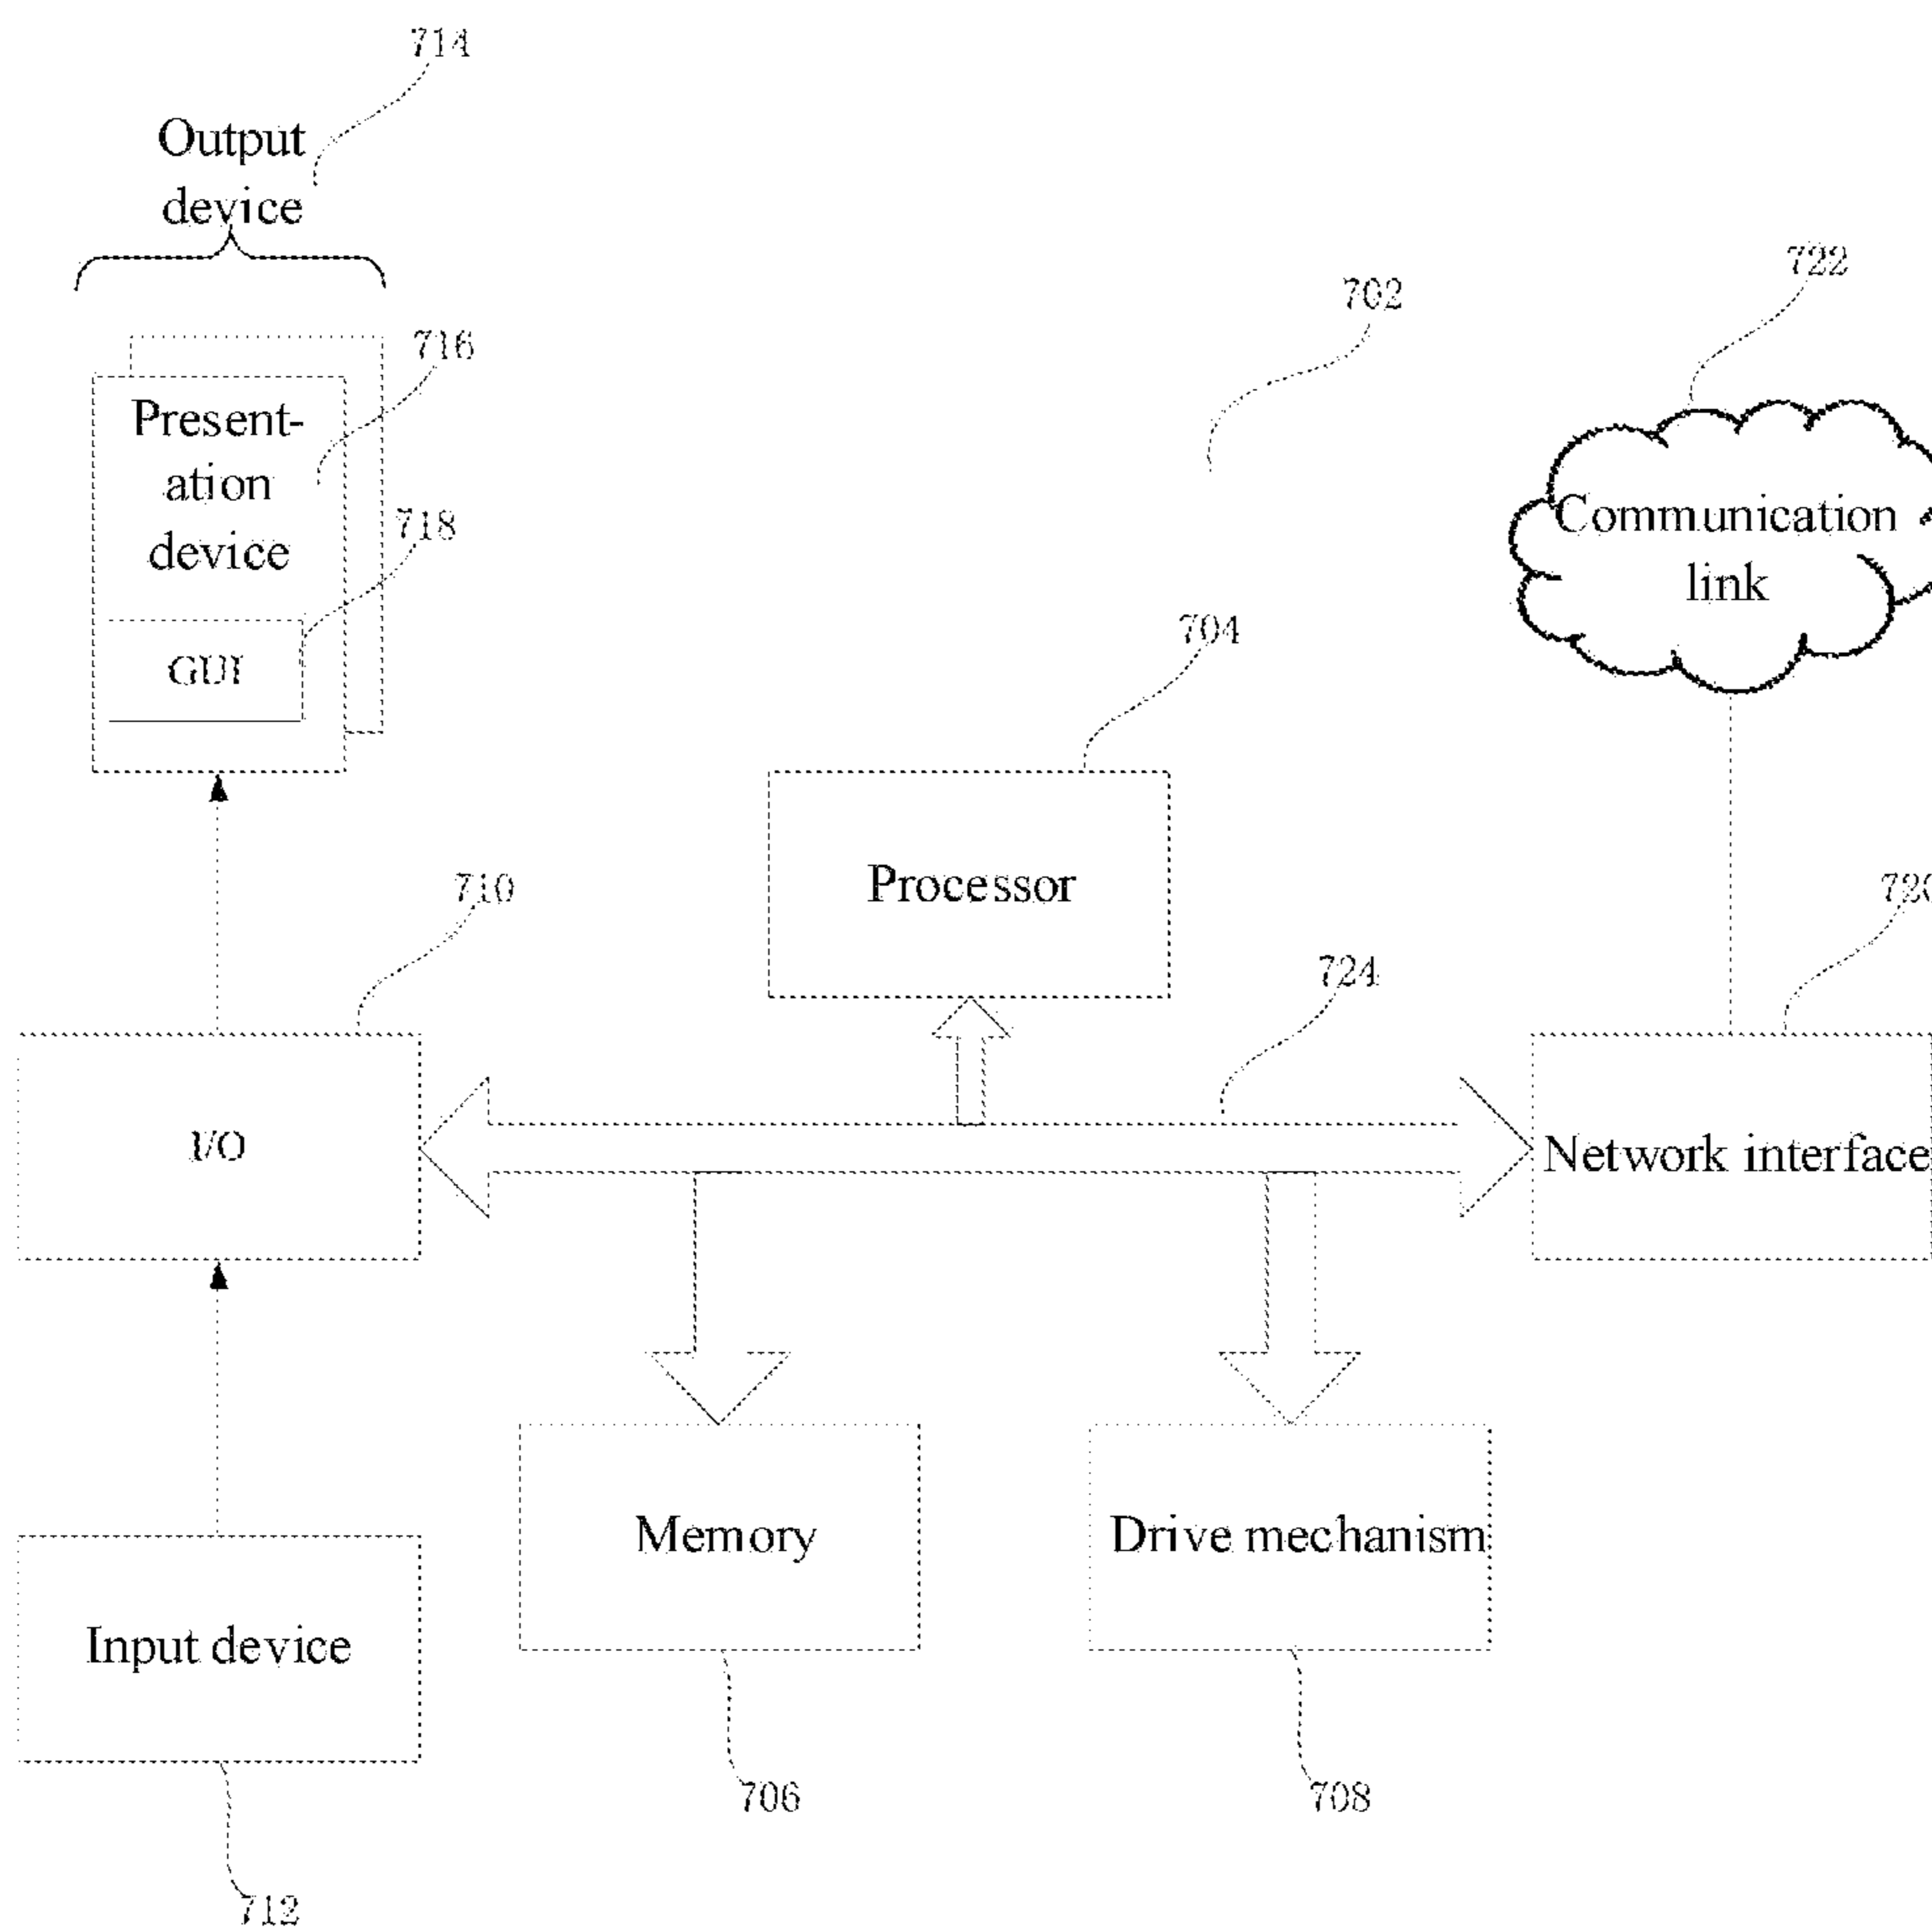 714
Output
device
722
702
716
Present-
ation
device
718
Communication
link
704
GUI
Processor
710
720
724
I/O
Network interface
Memory
Drive mechanism
Input device
706
708
712